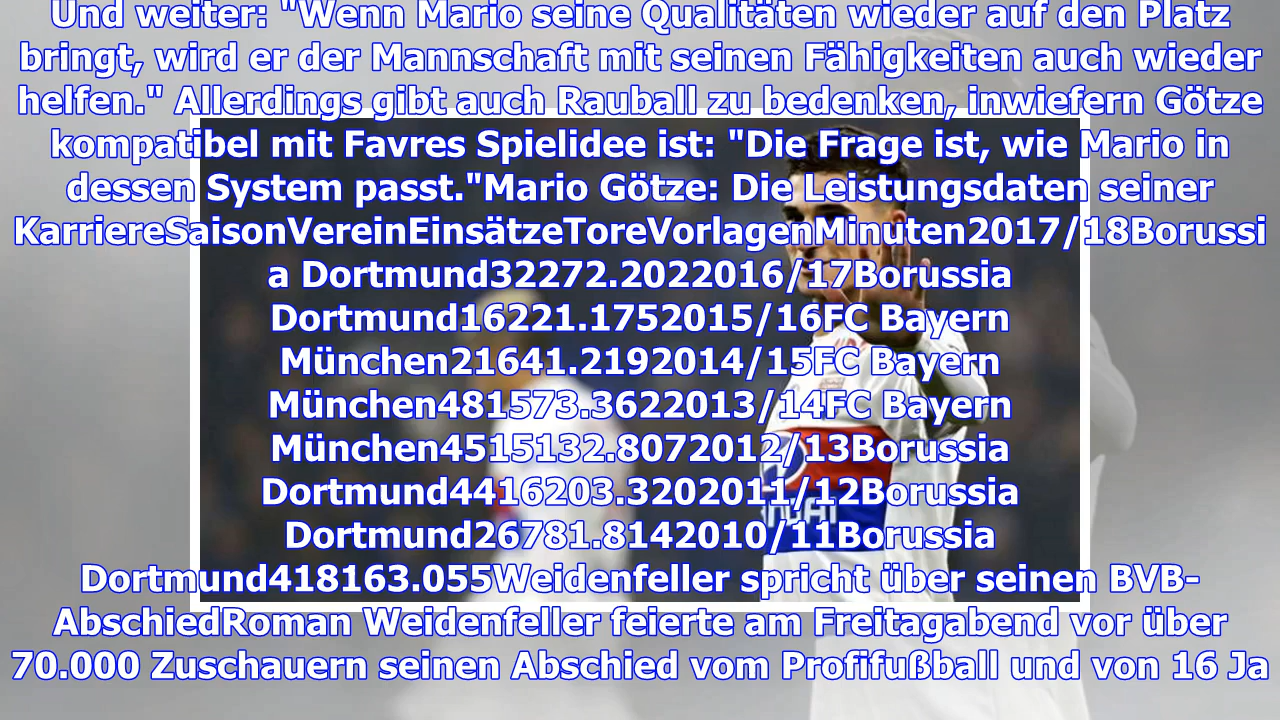 Und weiter: "Wenn Mario seine Qualitäten wieder auf den Platz
bringt, wird er der Mannschaft mit seinen Fähigkeiten auch wieder
helfen." Allerdings gibt auch Rauball zu bedenken, inwiefern Götze
kompatibel mit Favres Spielidee ist: "Die Frage ist, wie Mario in
dessen System passt."Mario Götze: Die Leistungsdaten seiner
KarriereSaisonVereinEinsätzeToreVorlagenMinuten2017/18Borussi
a Dortmund32272.2022016/17Borussia
Dortmund16221.1752015/16FC Bayern
München21641.2192014/15FC Bayern
München481573.3622013/14FC Bayern
München4515132.8072012/13Borussia
Dortmund4416203.3202011/12Borussia
Dortmund26781.8142010/11Borussia
Dortmund418163.055Weidenfeller spricht über seinen BVB-
AbschiedRoman Weidenfeller feierte am Freitagabend vor über
70.000 Zuschauern seinen Abschied vom Profifußball und von 16 Ja